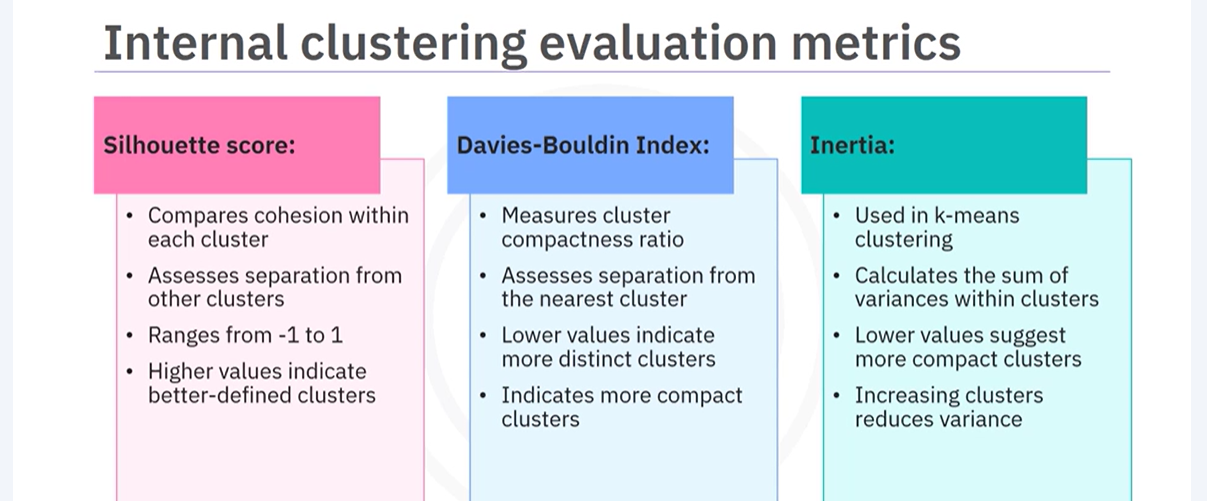 Internal clustering evaluation metrics
Silhouette score:
• Compares cohesion within
each cluster
• Assesses separation from
other clusters
• Ranges from -1 to 1
• Higher values indicate
better-defined clusters
Davies-Bouldin Index:
• Measures cluster
compactness ratio
• Assesses separation from
the nearest cluster
• Lower values indicate
more distinct clusters
• Indicates more compact
clusters
Inertia:
• Used in k-means
clustering
• Calculates the sum of
variances within clusters
• Lower values suggest
more compact clusters
• Increasing clusters
reduces variance